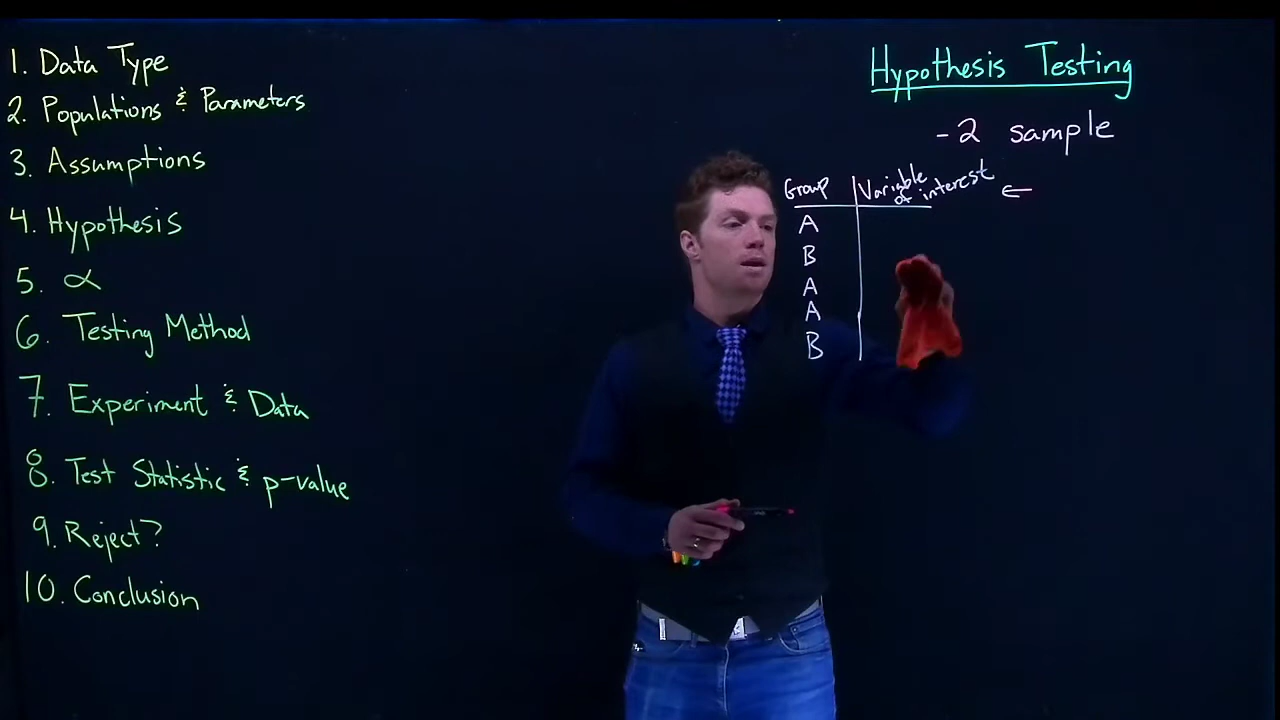 1. Data Type
2. Populations & Parameters
3. Assumptions
4. Hypothesis
5. α
6. Testing Method
7. Experiment & Data
8. Test Statistic & p-value
9. Reject?
10. Conclusion
Hypothesis Testing
- 2 sample
Group Variable of interest ←
A
B
A
A
B